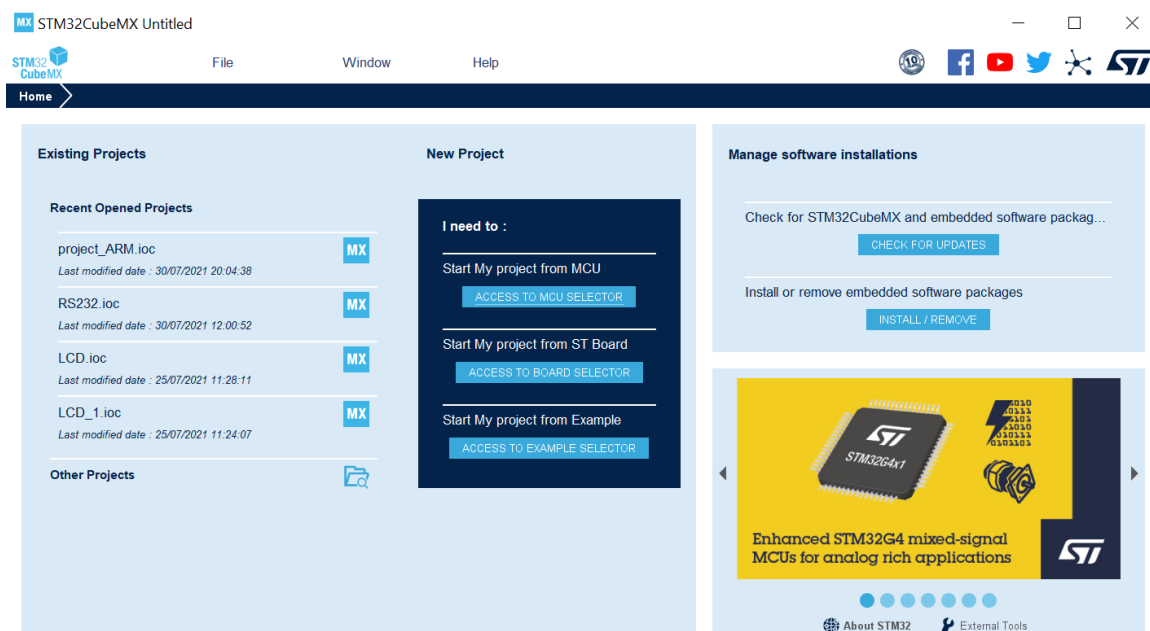 MX STM32CubeMX Untitled
STM32 CubeMX
File Window Help
10
ST
Home
Existing Projects
Recent Opened Projects
project_ARM.ioc
MX
Last modified date : 30/07/2021 20:04:38
RS232.ioc
MX
Last modified date : 30/07/2021 12:00:52
LCD.ioc
MX
Last modified date : 25/07/2021 11:28:11
LCD_1.ioc
MX
Last modified date : 25/07/2021 11:24:07
Other Projects
New Project
I need to :
Start My project from MCU
ACCESS TO MCU SELECTOR
Start My project from ST Board
ACCESS TO BOARD SELECTOR
Start My project from Example
ACCESS TO EXAMPLE SELECTOR
Manage software installations
Check for STM32CubeMX and embedded software packag...
CHECK FOR UPDATES
Install or remove embedded software packages
INSTALL / REMOVE
ST
STM32G4x1
Enhanced STM32G4 mixed-signal
MCUs for analog rich applications
ST
About STM32
External Tools